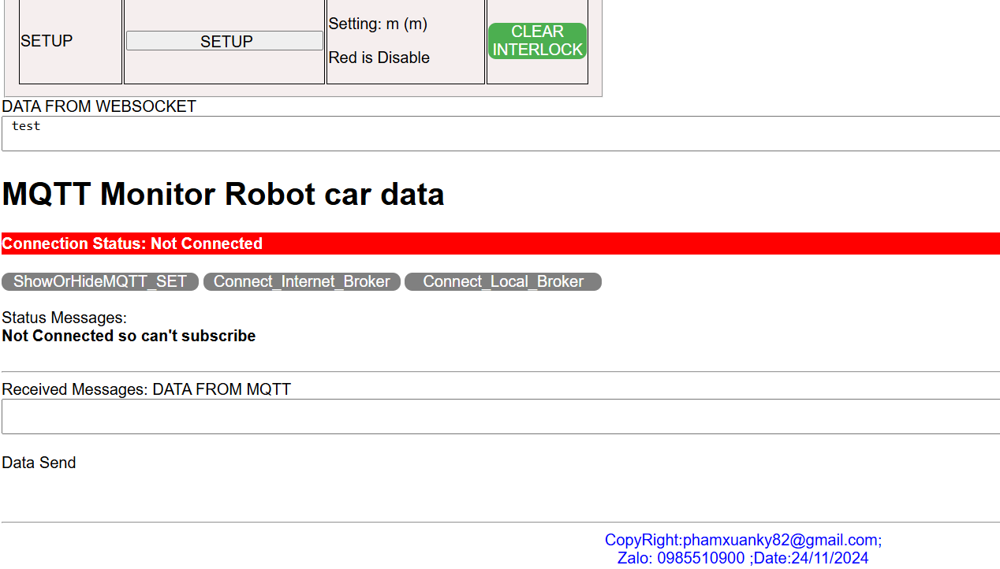 Setting: m (m)
SETUP
SETUP
Red is Disable
CLEAR
INTERLOCK
DATA FROM WEBSOCKET
test
MQTT Monitor Robot car data
Connection Status: Not Connected
ShowOrHideMQTT_SET Connect_Internet_Broker Connect_Local_Broker
Status Messages:
Not Connected so can't subscribe
Received Messages: DATA FROM MQTT
Data Send
CopyRight:phamxuanky82@gmail.com;
Zalo: 0985510900 ;Date:24/11/2024